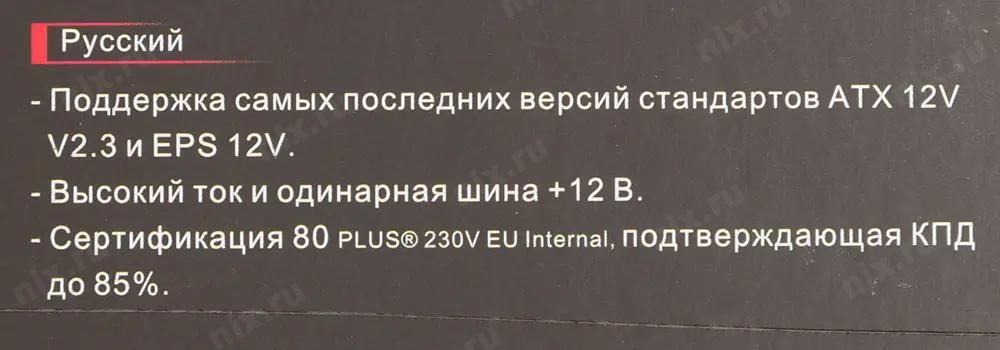 Русский
- Поддержка самых последних версий стандартов ATX 12V
V2.3 и EPS 12V.
- Высокий ток и одинарная шина +12 В.
- Сертификация 80 PLUS® 230V EU Internal, подтверждающая КПД
до 85%.